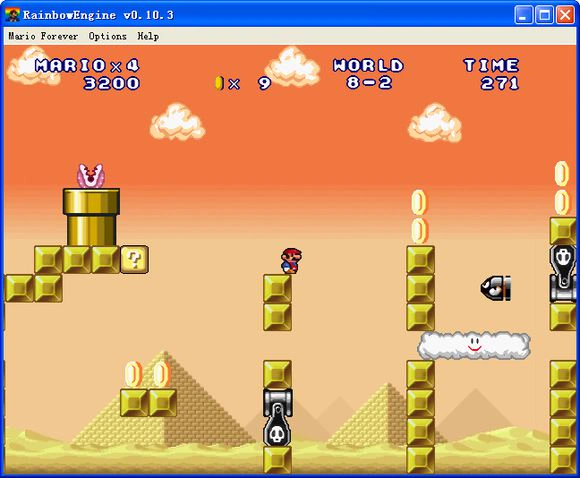 RainbowEngine v0.10.3
Mario Forever Options Help
MARIO×4 WORLD TIME
3200 × 9 8-2 271
?